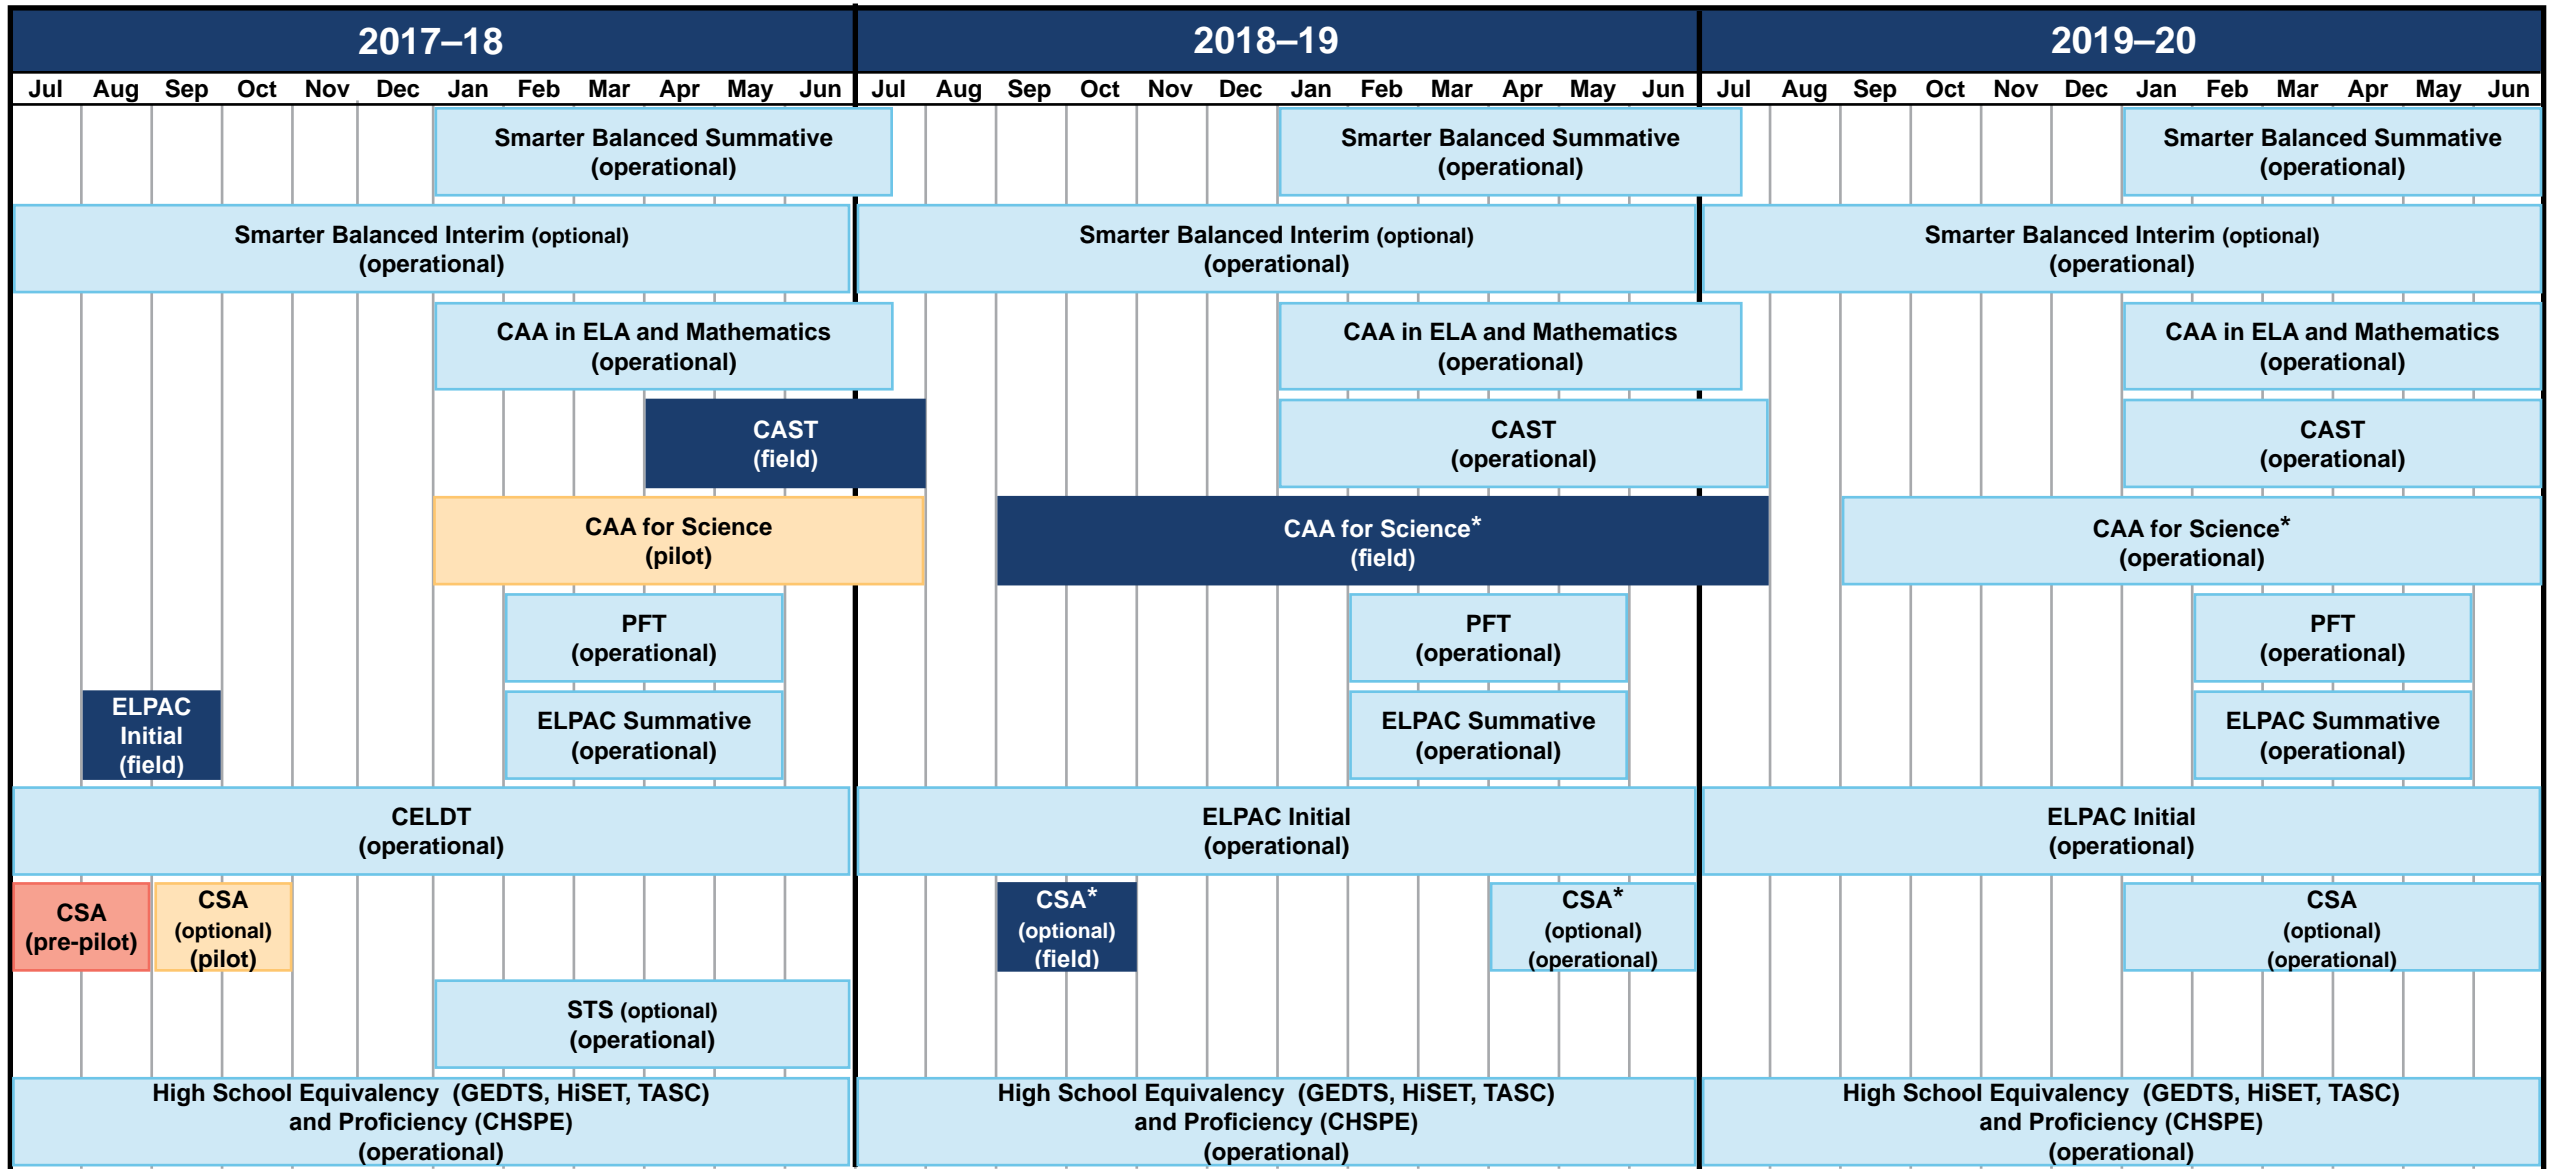 2017–18
2018–19
2019–20
Jul Aug Sep Oct Nov Dec Jan Feb Mar Apr May Jun Jul Aug Sep Oct Nov Dec Jan Feb Mar Apr May Jun Jul Aug Sep Oct Nov Dec Jan Feb Mar Apr May Jun
Smarter Balanced Summative
(operational)
Smarter Balanced Summative
(operational)
Smarter Balanced Summative
(operational)
Smarter Balanced Interim (optional)
(operational)
Smarter Balanced Interim (optional)
(operational)
Smarter Balanced Interim (optional)
(operational)
CAA in ELA and Mathematics
(operational)
CAA in ELA and Mathematics
(operational)
CAA in ELA and Mathematics
(operational)
CAST
(field)
CAST
(operational)
CAST
(operational)
CAA for Science
(pilot)
CAA for Science*
(field)
CAA for Science*
(operational)
PFT
(operational)
PFT
(operational)
PFT
(operational)
ELPAC
Initial
(field)
ELPAC Summative
(operational)
ELPAC Summative
(operational)
ELPAC Summative
(operational)
CELDT
(operational)
ELPAC Initial
(operational)
ELPAC Initial
(operational)
CSA
(pre-pilot)
CSA
(optional)
(pilot)
CSA*
(optional)
(field)
CSA*
(optional)
(operational)
CSA
(optional)
(operational)
STS (optional)
(operational)
High School Equivalency (GEDTS, HiSET, TASC)
and Proficiency (CHSPE)
(operational)
High School Equivalency (GEDTS, HiSET, TASC)
and Proficiency (CHSPE)
(operational)
High School Equivalency (GEDTS, HiSET, TASC)
and Proficiency (CHSPE)
(operational)